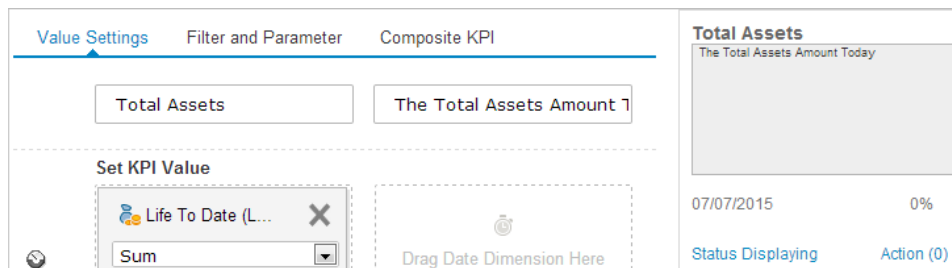 Value Settings Filter and Parameter Composite KPI
Total Assets The Total Assets Amount T
Set KPI Value
Life To Date (L...
Sum
Drag Date Dimension Here
Total Assets
The Total Assets Amount Today
07/07/2015 0%
Status Displaying Action (0)